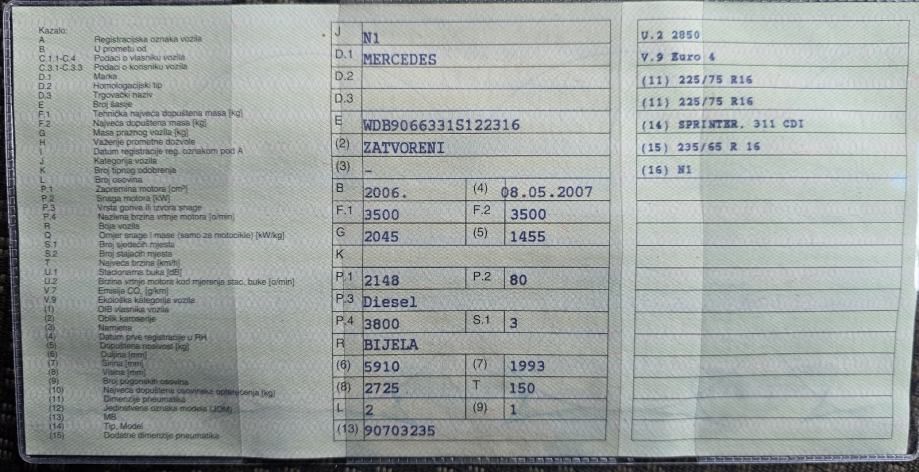 Kazalo:
A Registracijska oznaka vozila
B U prometu od
C.1.1-C.4 Podaci o vlasniku vozila
C.3.1-C.3.3 Podaci o korisniku vozila
D.1 Marka
D.2 Homologacijski tip
D.3 Trgovački naziv
E Broj šasije
F.1 Tehnička najveća dopuštena masa [kg]
F.2 Najveća dopuštena masa [kg]
G Masa praznog vozila [kg]
H Važenje prometne dozvole
I Datum registracije reg. oznakom pod A
J Kategorija vozila
K Broj tipnog odobrenja
L Broj osovina
P.1 Zapremina motora [cm³]
P.2 Snaga motora [kW]
P.3 Vrsta goriva ili izvora snage
P.4 Nazivna brzina vrtnje motora [o/min]
R Boja vozila
Q Omjer snage i mase (samo za motocikle) [kW/kg]
S.1 Broj sjedećih mjesta
S.2 Broj stajaćih mjesta
T Najveća brzina [km/h]
U.1 Stacionarna buka [dB]
U.2 Brzina vrtnje motora kod mjerenja stac. buke [o/min]
V.7 Emisija CO₂ [g/km]
V.9 Ekološka kategorija vozila
(1) OIB vlasnika vozila
(2) Oblik karoserije
(3) Namjena
(4) Datum prve registracije u RH
(5) Dopuštena nosivost [kg]
(6) Duljina [mm]
(7) Širina [mm]
(8) Visina [mm]
(9) Broj pogonskih osovina
(10) Najveća dopuštena osovinska opterećenja [kg]
(11) Dimenzije pneumatika
(12) Jedinstvena oznaka modela (JOM)
(13) MB
(14) Tip, Model
(15) Dodatne dimenzije pneumatika
J N1
D.1 MERCEDES
D.2
D.3
E WDB9066331S122316
(2) ZATVORENI
(3) –
B 2006. (4) 08.05.2007
F.1 3500 F.2 3500
G 2045 (5) 1455
K
P.1 2148 P.2 80
P.3 Diesel
P.4 3800 S.1 3
R BIJELA
(6) 5910 (7) 1993
(8) 2725 T 150
L 2 (9) 1
(13) 90703235
U.2 2850
V.9 Euro 4
(11) 225/75 R16
(11) 225/75 R16
(14) SPRINTER, 311 CDI
(15) 235/65 R 16
(16) N1